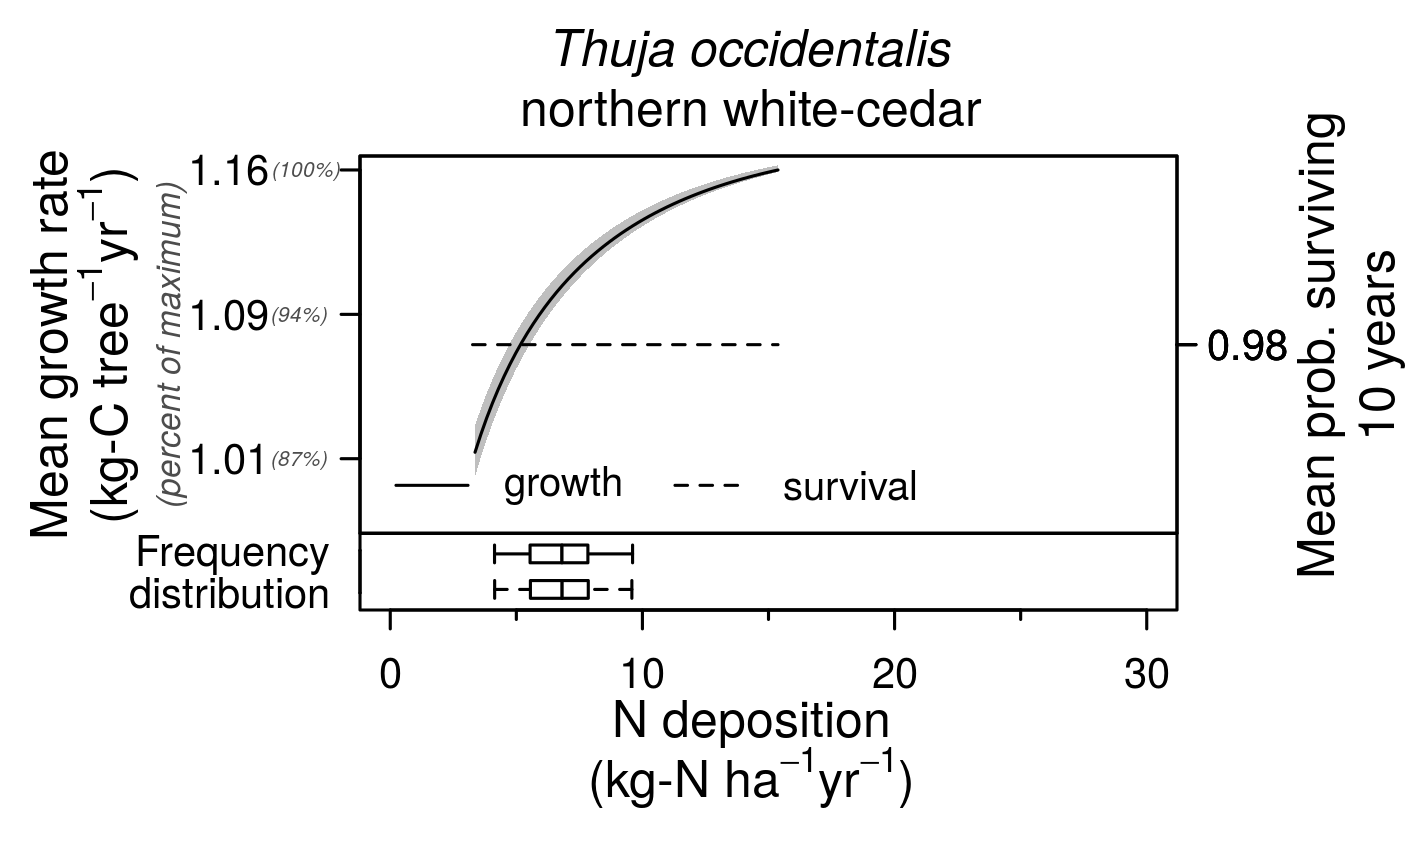 Thuja occidentalis
northern white-cedar
Mean growth rate
(kg-C tree⁻¹yr⁻¹)
(percent of maximum)
1.16 (100%)
1.09 (94%)
1.01 (87%)
growth
survival
0.98
Mean prob. surviving
10 years
Frequency
distribution
0 10 20 30
N deposition
(kg-N ha⁻¹yr⁻¹)